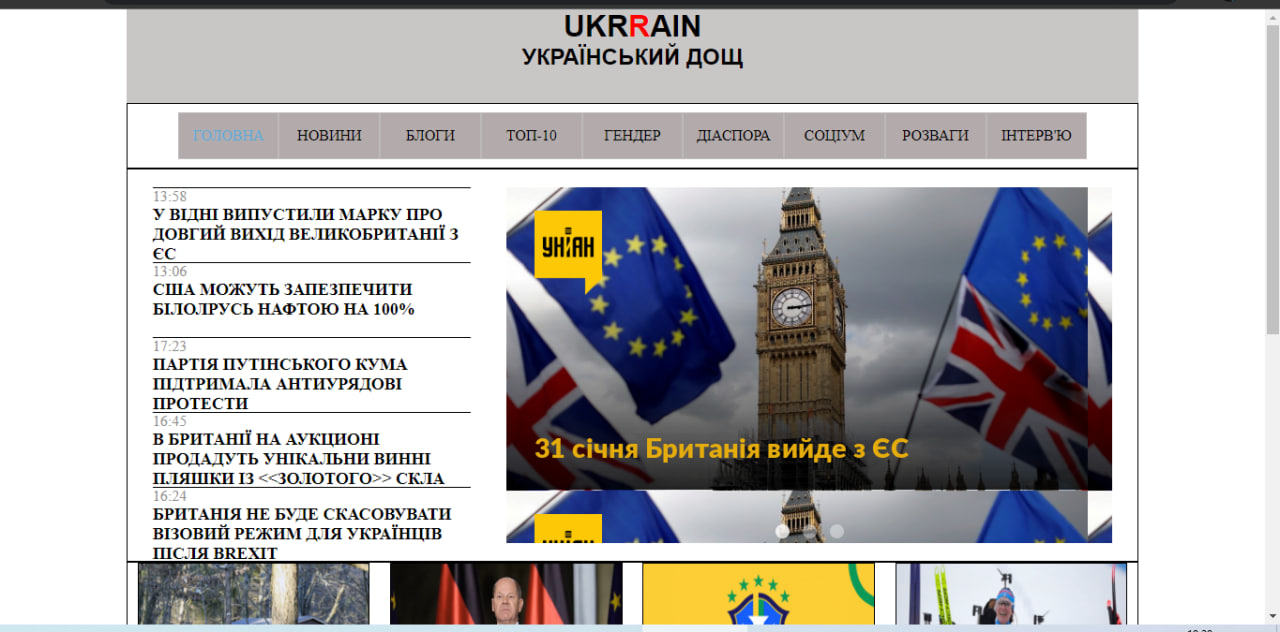 UKRRAIN
УКРАЇНСЬКИЙ ДОЩ
ГОЛОВНА НОВИНИ БЛОГИ ТОП-10 ГЕНДЕР ДІАСПОРА СОЦІУМ РОЗВАГИ ІНТЕРВ'Ю
13:58
У ВІДНІ ВИПУСТИЛИ МАРКУ ПРО
ДОВГИЙ ВИХІД ВЕЛИКОБРИТАНІЇ З
ЄС
13:06
США МОЖУТЬ ЗАПЕЗПЕЧИТИ
БІЛОЛРУСЬ НАФТОЮ НА 100%
17:23
ПАРТІЯ ПУТІНСЬКОГО КУМА
ПІДТРИМАЛА АНТИУРЯДОВІ
ПРОТЕСТИ
16:45
В БРИТАНІЇ НА АУКЦИОНІ
ПРОДАДУТЬ УНІКАЛЬНИ ВИННІ
ПЛЯШКИ ІЗ <<ЗОЛОТОГО>> СКЛА
16:24
БРИТАНІЯ НЕ БУДЕ СКАСОВУВАТИ
ВІЗОВИЙ РЕЖИМ ДЛЯ УКРАЇНЦІВ
ПІСЛЯ BREXIT
УНІАН
31 січня Британія вийде з ЄС